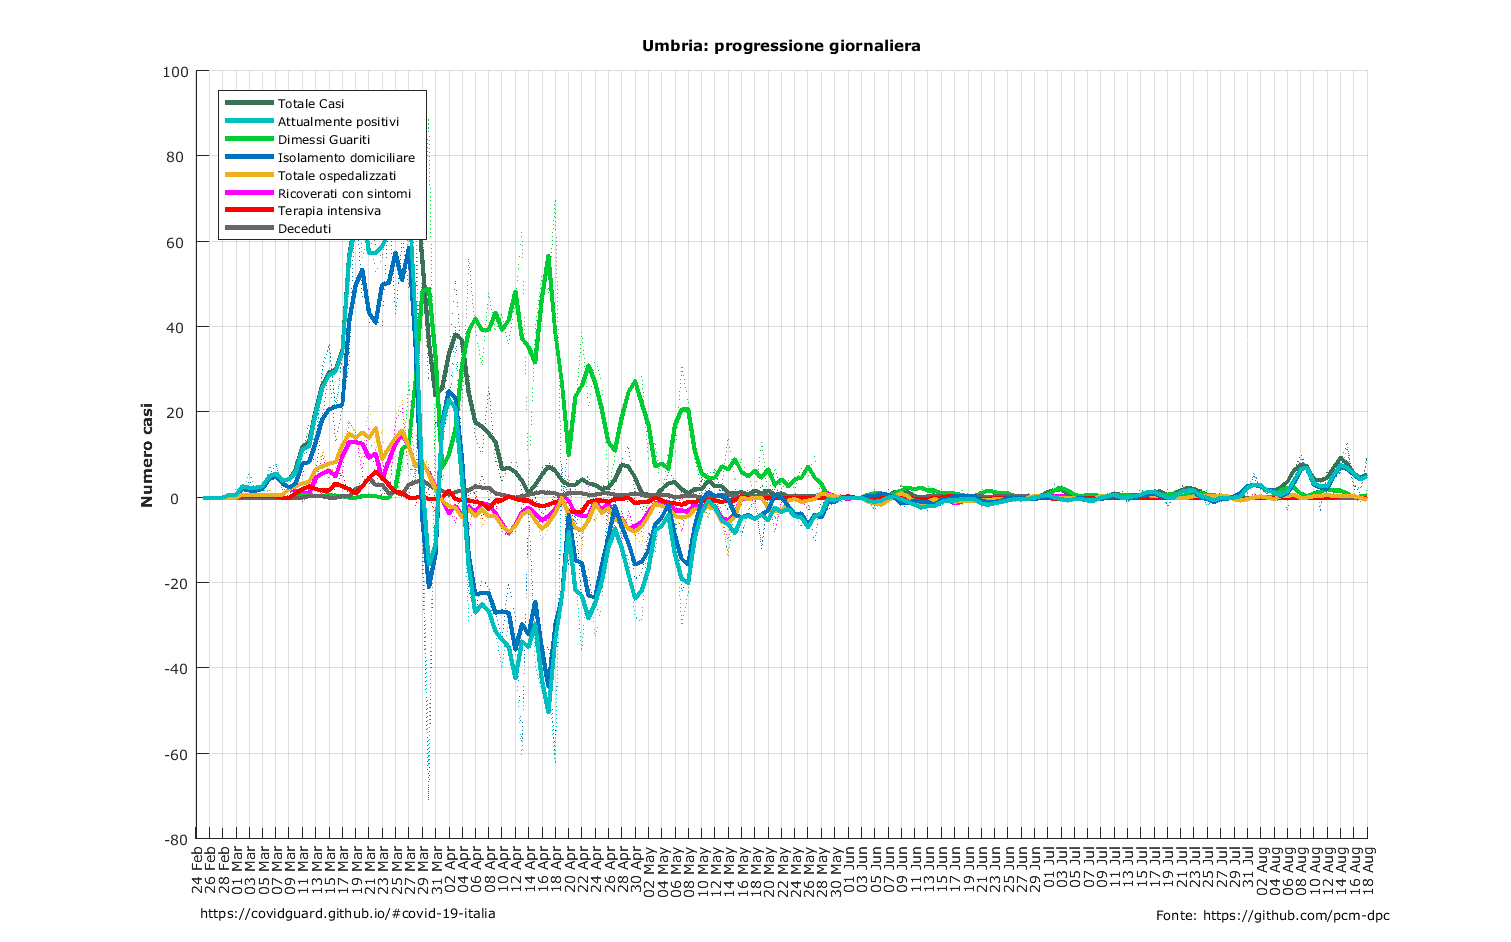 Umbria: progressione giornaliera
100
80
60
40
20
0
-20
-40
-60
-80
Numero casi
Totale Casi
Attualmente positivi
Dimessi Guariti
Isolamento domiciliare
Totale ospedalizzati
Ricoverati con sintomi
Terapia intensiva
Deceduti
24 Feb
26 Feb
28 Feb
01 Mar
03 Mar
05 Mar
07 Mar
09 Mar
11 Mar
13 Mar
15 Mar
17 Mar
19 Mar
21 Mar
23 Mar
25 Mar
27 Mar
29 Mar
31 Mar
02 Apr
04 Apr
06 Apr
08 Apr
10 Apr
12 Apr
14 Apr
16 Apr
18 Apr
20 Apr
22 Apr
24 Apr
26 Apr
28 Apr
30 Apr
02 May
04 May
06 May
08 May
10 May
12 May
14 May
16 May
18 May
20 May
22 May
24 May
26 May
28 May
30 May
01 Jun
03 Jun
05 Jun
07 Jun
09 Jun
11 Jun
13 Jun
15 Jun
17 Jun
19 Jun
21 Jun
23 Jun
25 Jun
27 Jun
29 Jun
01 Jul
03 Jul
05 Jul
07 Jul
09 Jul
11 Jul
13 Jul
15 Jul
17 Jul
19 Jul
21 Jul
23 Jul
25 Jul
27 Jul
29 Jul
31 Jul
02 Aug
04 Aug
06 Aug
08 Aug
10 Aug
12 Aug
14 Aug
16 Aug
18 Aug
https://covidguard.github.io/#covid-19-italia
Fonte: https://github.com/pcm-dpc